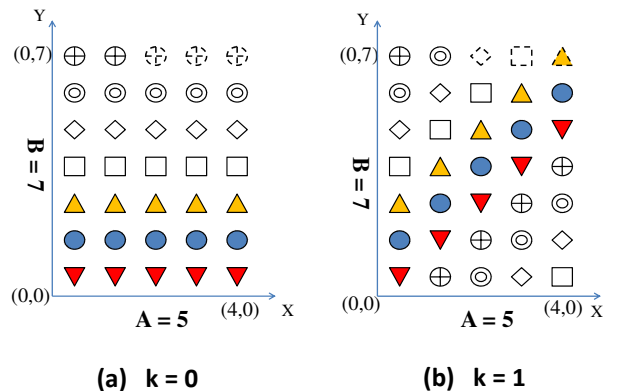 Y
(0,7)
B = 7
(0,0)
(4,0)
X
A = 5
(a) k = 0
Y
(0,7)
B = 7
(0,0)
(4,0)
X
A = 5
(b) k = 1